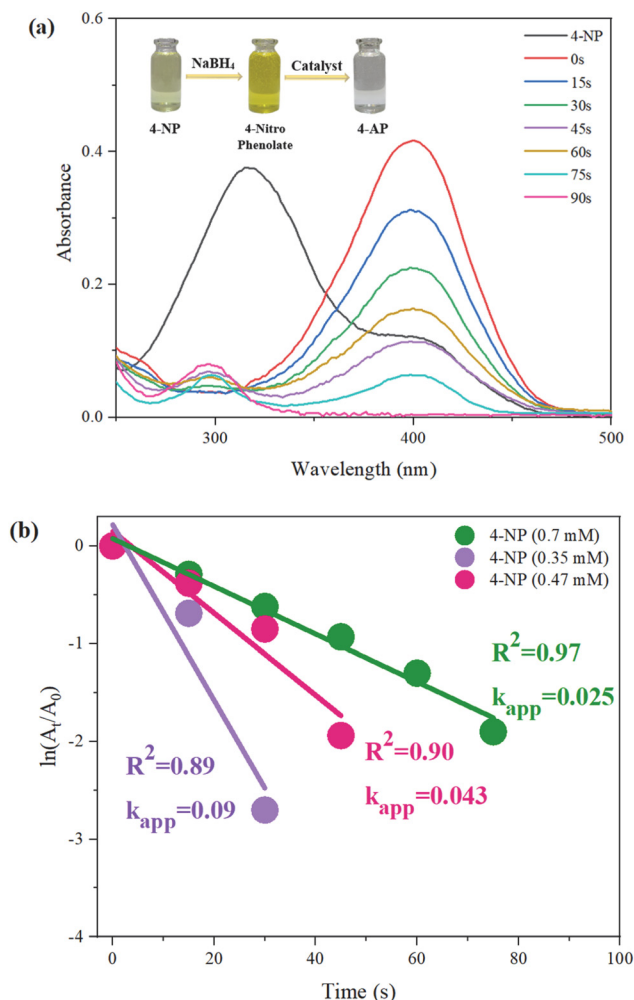 (a)
0.6
0.4
0.2
0.0
Absorbance
300
400
500
Wavelength (nm)
NaBH4
Catalyst
4-NP
4-Nitro
Phenolate
4-AP
4-NP
0s
15s
30s
45s
60s
75s
90s
(b)
0
-1
-2
-3
-4
ln(At/A0)
4-NP (0.7 mM)
4-NP (0.35 mM)
4-NP (0.47 mM)
R²=0.97
kapp=0.025
R²=0.90
kapp=0.043
R²=0.89
kapp=0.09
0
20
40
60
80
100
Time (s)